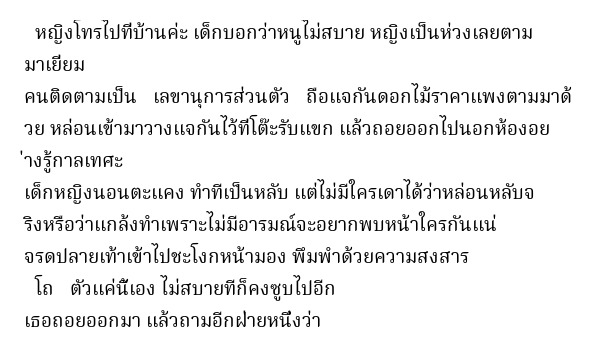 หญิงโทรไปที่บ้านค่ะ เด็กบอกว่าหนูไม่สบาย หญิงเป็นห่วงเลยตาม
มาเยี่ยม
คนติดตามเป็น เลขานุการส่วนตัว ถือแจกันดอกไม้ราคาแพงตามมาด้
วย หล่อนเข้ามาวางแจกันไว้ที่โต๊ะรับแขก แล้วถอยออกไปนอกห้องอย
่างรู้กาลเทศะ
เด็กหญิงนอนตะแคง ทำทีเป็นหลับ แต่ไม่มีใครเดาได้ว่าหล่อนหลับจ
ริงหรือว่าแกล้งทำเพราะไม่มีอารมณ์จะอยากพบหน้าใครกันแน่
จรดปลายเท้าเข้าไปชะโงกหน้ามอง พึมพำด้วยความสงสาร
โถ ตัวแค่นี้เอง ไม่สบายทีก็คงซูบไปอีก
เธอถอยออกมา แล้วถามอีกฝ่ายหนึ่งว่า